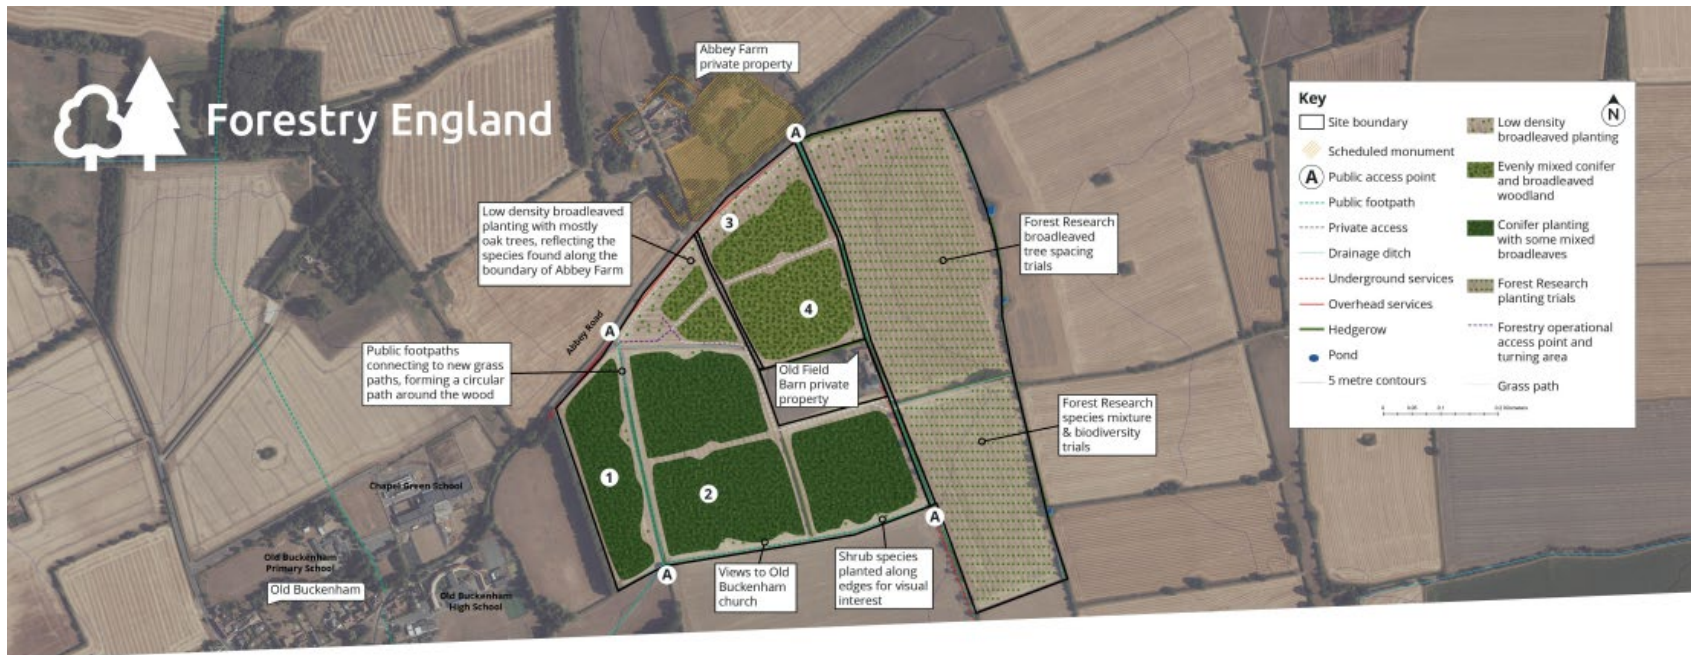 Forestry England
Abbey Farm
private property
A
Low density broadleaved
planting with mostly
oak trees, reflecting the
species found along the
boundary of Abbey Farm
3
Forest Research
broadleaved
tree spacing
trials
4
Abbey Road
A
Public footpaths
connecting to new grass
paths, forming a circular
path around the wood
Old Field
Barn private
property
Forest Research
species mixture
& biodiversity
trials
1
2
Chapel Green School
A
Old Buckenham
Primary School
Old Buckenham
Old Buckenham
High School
A
Views to Old
Buckenham
church
Shrub species
planted along
edges for visual
interest
Key
N
Site boundary
Scheduled monument
A
Public access point
Public footpath
Private access
Drainage ditch
Underground services
Overhead services
Hedgerow
Pond
5 metre contours
Low density
broadleaved planting
Evenly mixed conifer
and broadleaved
woodland
Conifer planting
with some mixed
broadleaves
Forest Research
planting trials
Forestry operational
access point and
turning area
Grass path
0 0.05 0.1